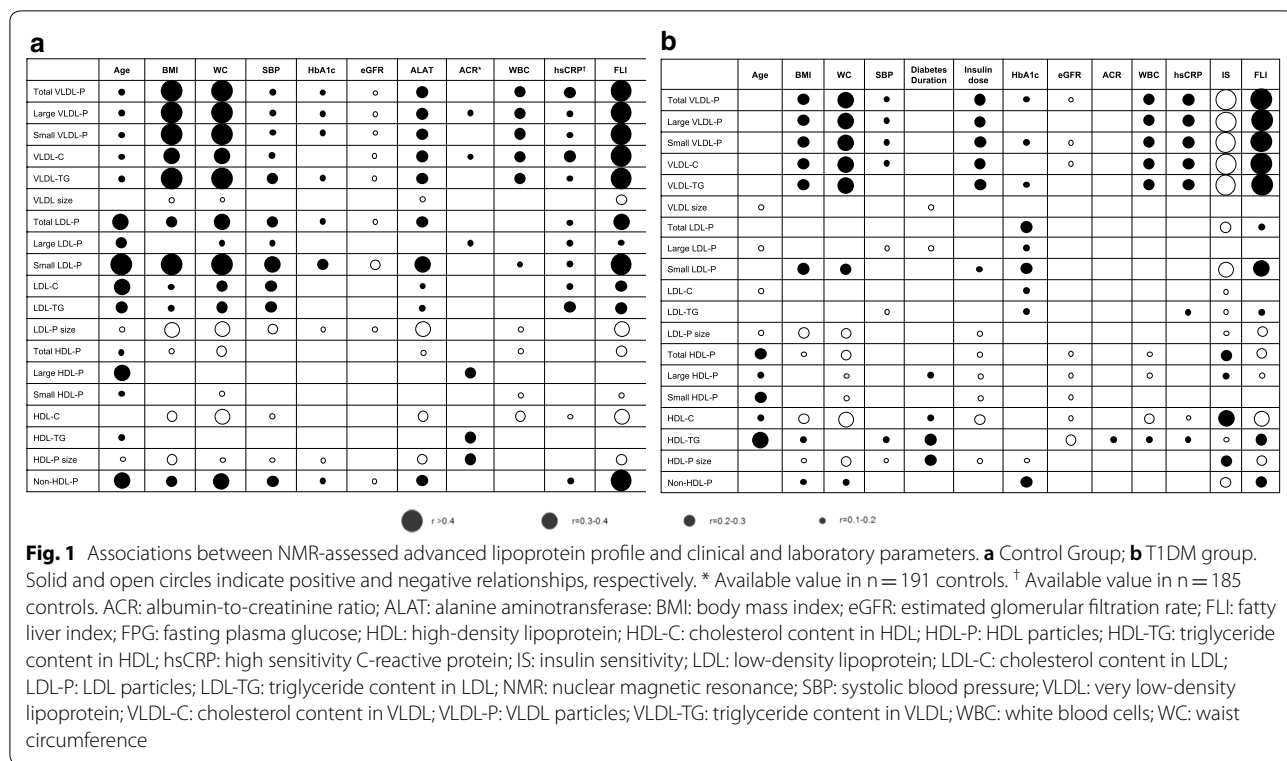 a
Age BMI WC SBP HbA1c eGFR ALAT ACR* WBC hsCRP† FLI
Total VLDL-P
Large VLDL-P
Small VLDL-P
VLDL-C
VLDL-TG
VLDL size
Total LDL-P
Large LDL-P
Small LDL-P
LDL-C
LDL-TG
LDL-P size
Total HDL-P
Large HDL-P
Small HDL-P
HDL-C
HDL-TG
HDL-P size
Non-HDL-P
b
Age BMI WC SBP Diabetes Duration Insulin dose HbA1c eGFR ACR WBC hsCRP IS FLI
Total VLDL-P
Large VLDL-P
Small VLDL-P
VLDL-C
VLDL-TG
VLDL size
Total LDL-P
Large LDL-P
Small LDL-P
LDL-C
LDL-TG
LDL-P size
Total HDL-P
Large HDL-P
Small HDL-P
HDL-C
HDL-TG
HDL-P size
Non-HDL-P
r >0.4 r=0.3-0.4 r=0.2-0.3 r=0.1-0.2
Fig. 1 Associations between NMR-assessed advanced lipoprotein profile and clinical and laboratory parameters. a Control Group; b T1DM group.
Solid and open circles indicate positive and negative relationships, respectively. * Available value in n = 191 controls. † Available value in n = 185
controls. ACR: albumin-to-creatinine ratio; ALAT: alanine aminotransferase: BMI: body mass index; eGFR: estimated glomerular filtration rate; FLI: fatty
liver index; FPG: fasting plasma glucose; HDL: high-density lipoprotein; HDL-C: cholesterol content in HDL; HDL-P: HDL particles; HDL-TG: triglyceride
content in HDL; hsCRP: high sensitivity C-reactive protein; IS: insulin sensitivity; LDL: low-density lipoprotein; LDL-C: cholesterol content in LDL;
LDL-P: LDL particles; LDL-TG: triglyceride content in LDL; NMR: nuclear magnetic resonance; SBP: systolic blood pressure; VLDL: very low-density
lipoprotein; VLDL-C: cholesterol content in VLDL; VLDL-P: VLDL particles; VLDL-TG: triglyceride content in VLDL; WBC: white blood cells; WC: waist
circumference